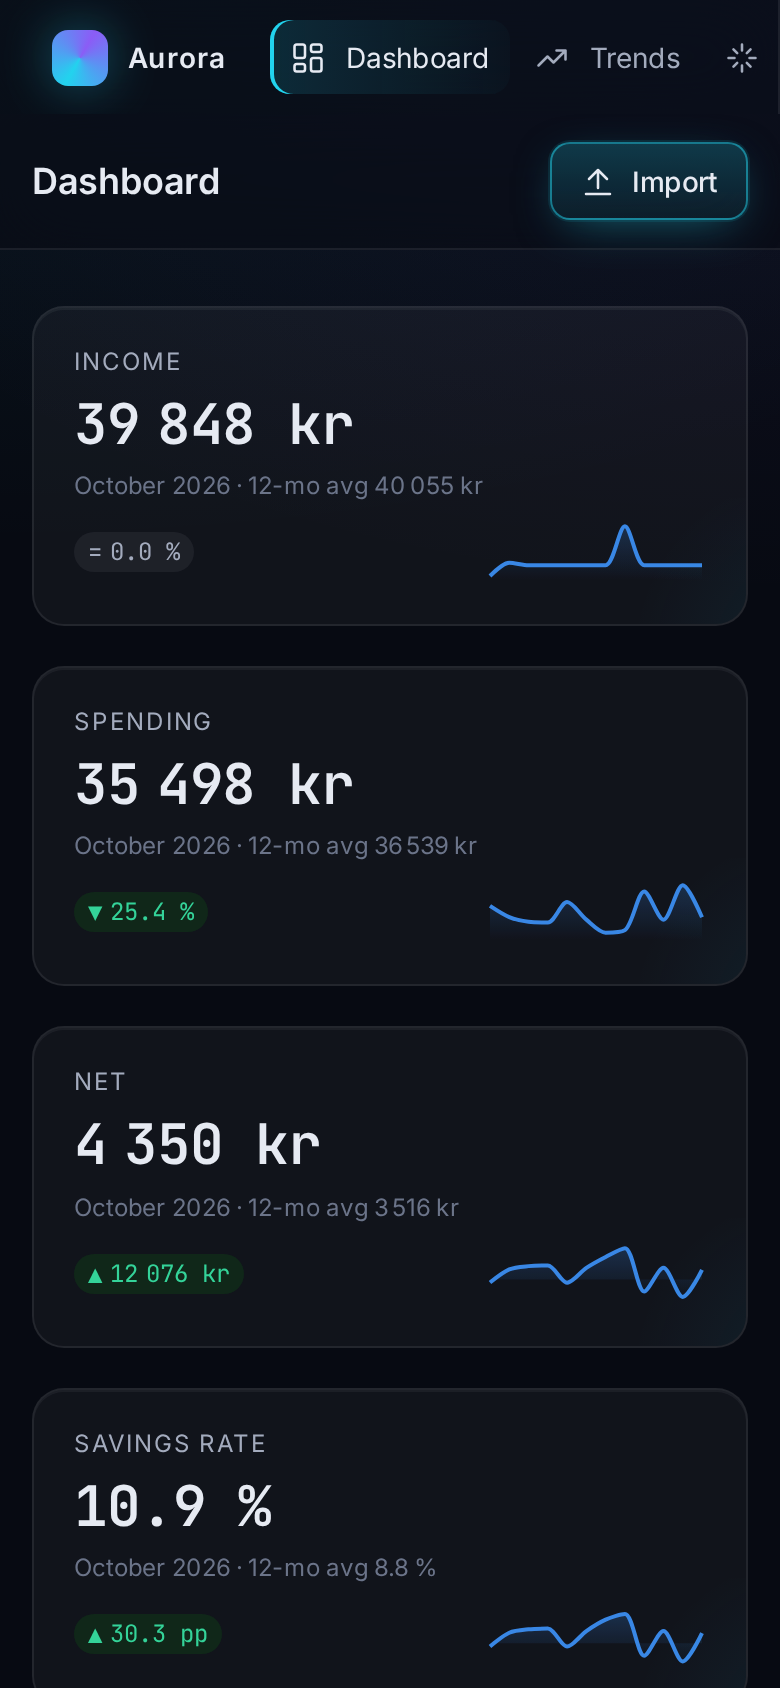 Aurora
Dashboard
Trends
Dashboard
Import
INCOME
39 848 kr
October 2026 · 12-mo avg 40 055 kr
= 0.0 %
SPENDING
35 498 kr
October 2026 · 12-mo avg 36 539 kr
▼ 25.4 %
NET
4 350 kr
October 2026 · 12-mo avg 3 516 kr
▲ 12 076 kr
SAVINGS RATE
10.9 %
October 2026 · 12-mo avg 8.8 %
▲ 30.3 pp